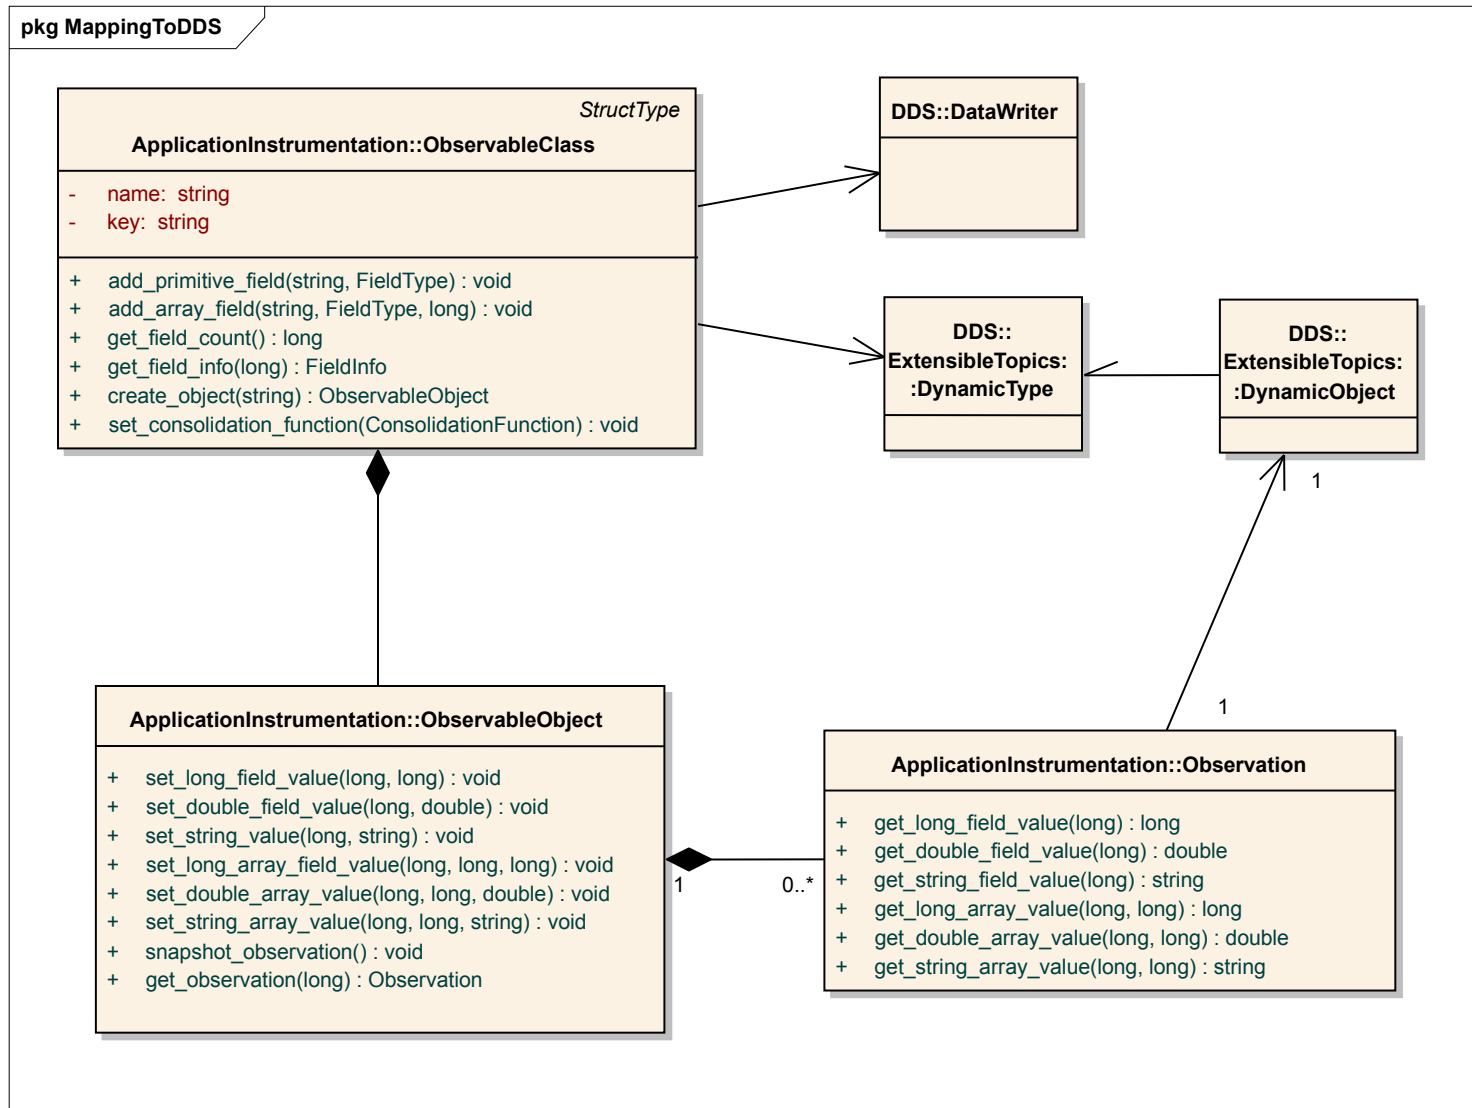 pkg MappingToDDS
StructType
ApplicationInstrumentation::ObservableClass
- name: string
- key: string
+ add_primitive_field(string, FieldType) : void
+ add_array_field(string, FieldType, long) : void
+ get_field_count() : long
+ get_field_info(long) : FieldInfo
+ create_object(string) : ObservableObject
+ set_consolidation_function(ConsolidationFunction) : void
DDS::DataWriter
DDS::
ExtensibleTopics:
:DynamicType
DDS::
ExtensibleTopics:
:DynamicObject
1
1
ApplicationInstrumentation::ObservableObject
+ set_long_field_value(long, long) : void
+ set_double_field_value(long, double) : void
+ set_string_value(long, string) : void
+ set_long_array_field_value(long, long, long) : void
+ set_double_array_value(long, long, double) : void
+ set_string_array_value(long, long, string) : void
+ snapshot_observation() : void
+ get_observation(long) : Observation
1
0..*
ApplicationInstrumentation::Observation
+ get_long_field_value(long) : long
+ get_double_field_value(long) : double
+ get_string_field_value(long) : string
+ get_long_array_value(long, long) : long
+ get_double_array_value(long, long) : double
+ get_string_array_value(long, long) : string